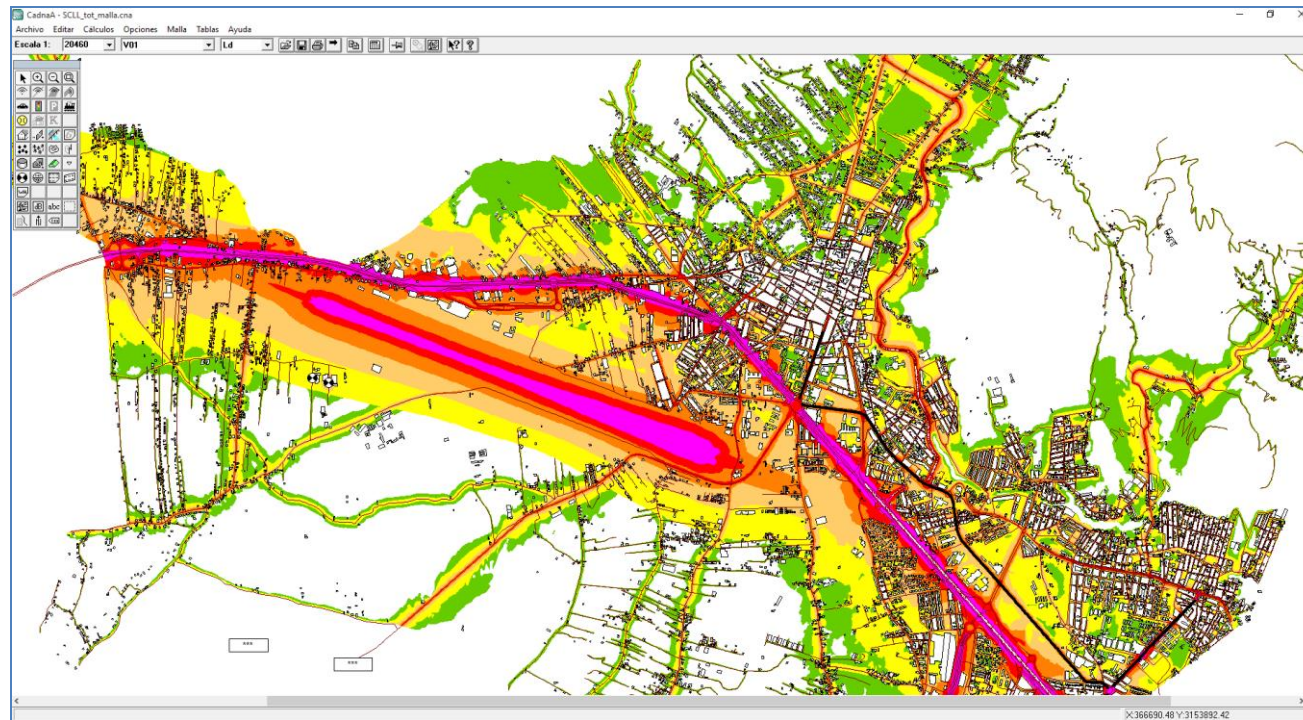 CadnaA - SCLL_tot_malla.cna
Archivo Editar Cálculos Opciones Malla Tablas Ayuda
Escala 1: 20460 V01 Ld
abc
***
***
X:366690.48 Y:3153892.42